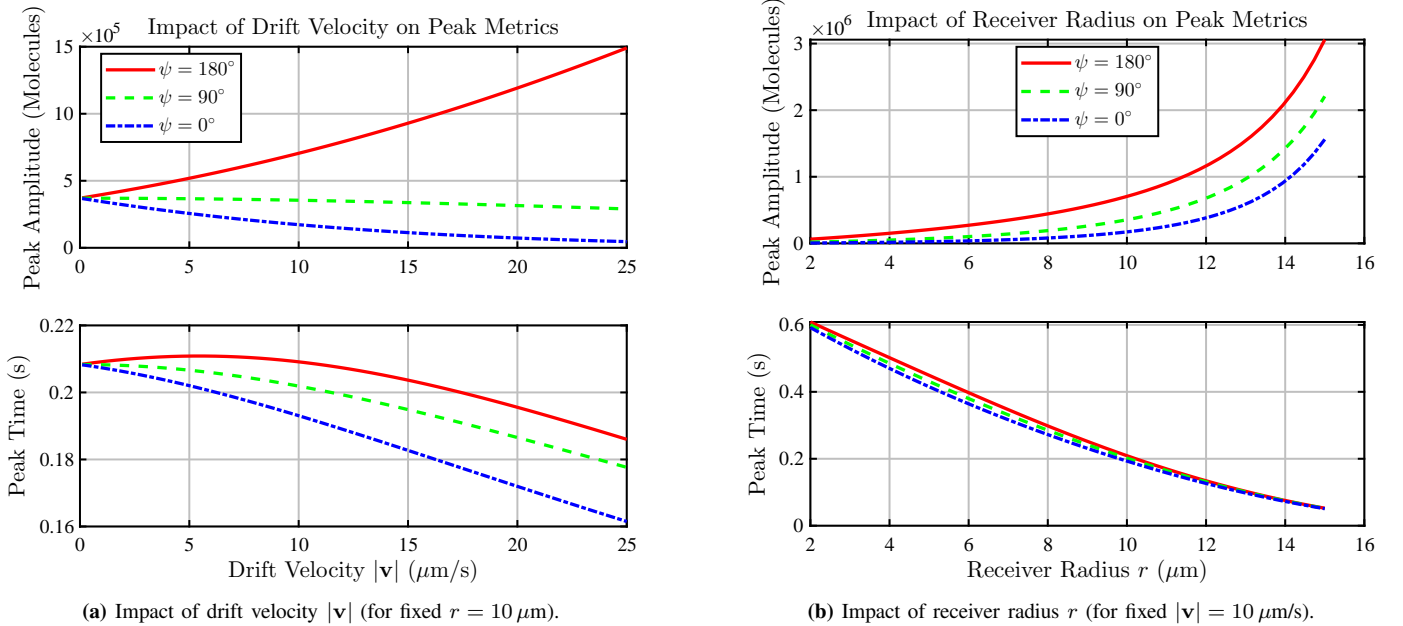 Impact of Drift Velocity on Peak Metrics
×10⁵
Peak Amplitude (Molecules)
15
10
5
0
ψ = 180°
ψ = 90°
ψ = 0°
0 5 10 15 20 25
Peak Time (s)
0.22
0.2
0.18
0.16
0 5 10 15 20 25
Drift Velocity |v| (μm/s)
(a) Impact of drift velocity |v| (for fixed r = 10 μm).
Impact of Receiver Radius on Peak Metrics
×10⁶
Peak Amplitude (Molecules)
3
2
1
0
ψ = 180°
ψ = 90°
ψ = 0°
2 4 6 8 10 12 14 16
Peak Time (s)
0.6
0.4
0.2
0
2 4 6 8 10 12 14 16
Receiver Radius r (μm)
(b) Impact of receiver radius r (for fixed |v| = 10 μm/s).